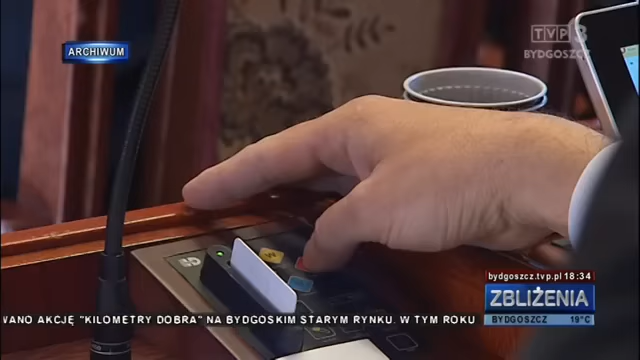 ARCHIWUM
TVP3
BYDGOSZCZ
bydgoszcz.tvp.pl 18:34
ZBLIŻENIA
BYDGOSZCZ 19°C
WANO AKCJĘ "KILOMETRY DOBRA" NA BYDGOSKIM STARYM RYNKU. W TYM ROKU